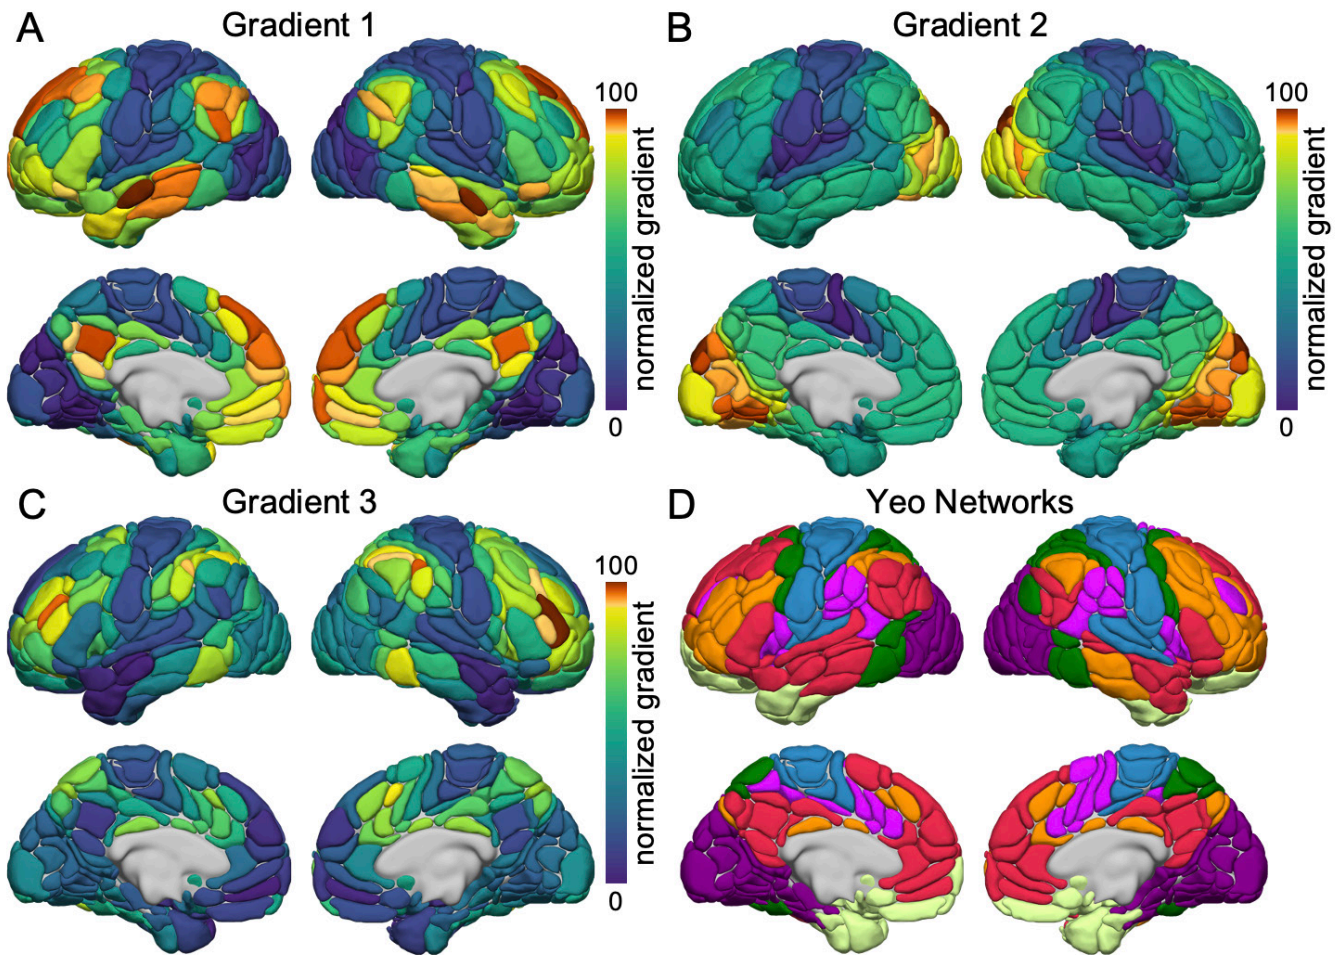 A
Gradient 1
100
normalized gradient
0
B
Gradient 2
100
normalized gradient
0
C
Gradient 3
100
normalized gradient
0
D
Yeo Networks